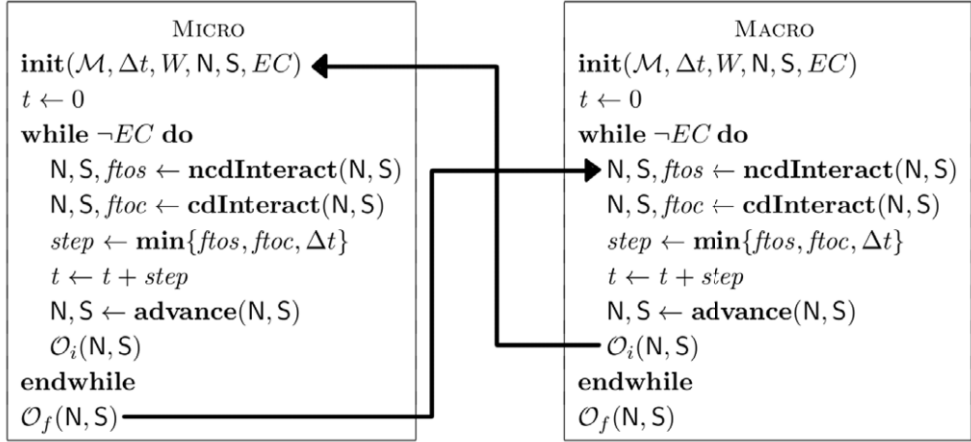 MICRO
init(ℳ, Δt, W, N, S, EC)
t ← 0
while ¬EC do
N, S, ftos ← ncdInteract(N, S)
N, S, ftoc ← cdInteract(N, S)
step ← min{ftos, ftoc, Δt}
t ← t + step
N, S ← advance(N, S)
𝒪ᵢ(N, S)
endwhile
𝒪f(N, S)
MACRO
init(ℳ, Δt, W, N, S, EC)
t ← 0
while ¬EC do
N, S, ftos ← ncdInteract(N, S)
N, S, ftoc ← cdInteract(N, S)
step ← min{ftos, ftoc, Δt}
t ← t + step
N, S ← advance(N, S)
𝒪ᵢ(N, S)
endwhile
𝒪f(N, S)